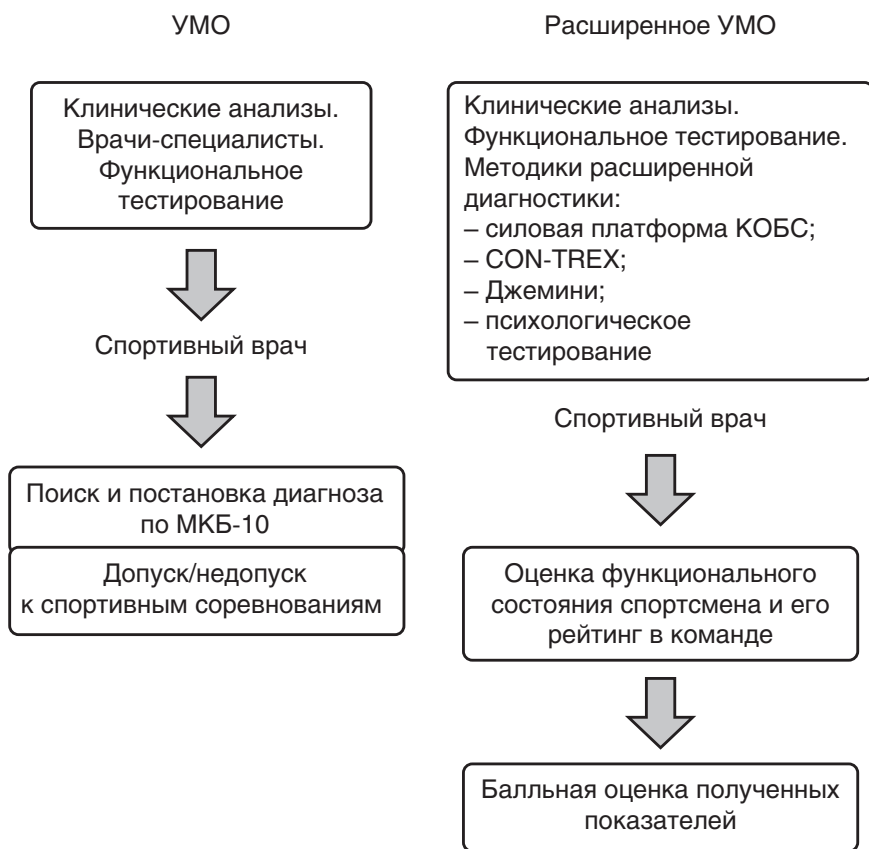 УМО
Клинические анализы.
Врачи-специалисты.
Функциональное
тестирование
Спортивный врач
Поиск и постановка диагноза
по МКБ-10
Допуск/недопуск
к спортивным соревнованиям
Расширенное УМО
Клинические анализы.
Функциональное тестирование.
Методики расширенной
диагностики:
– силовая платформа КОБС;
– CON-TREX;
– Джемини;
– психологическое
тестирование
Спортивный врач
Оценка функционального
состояния спортсмена и его
рейтинг в команде
Балльная оценка полученных
показателей